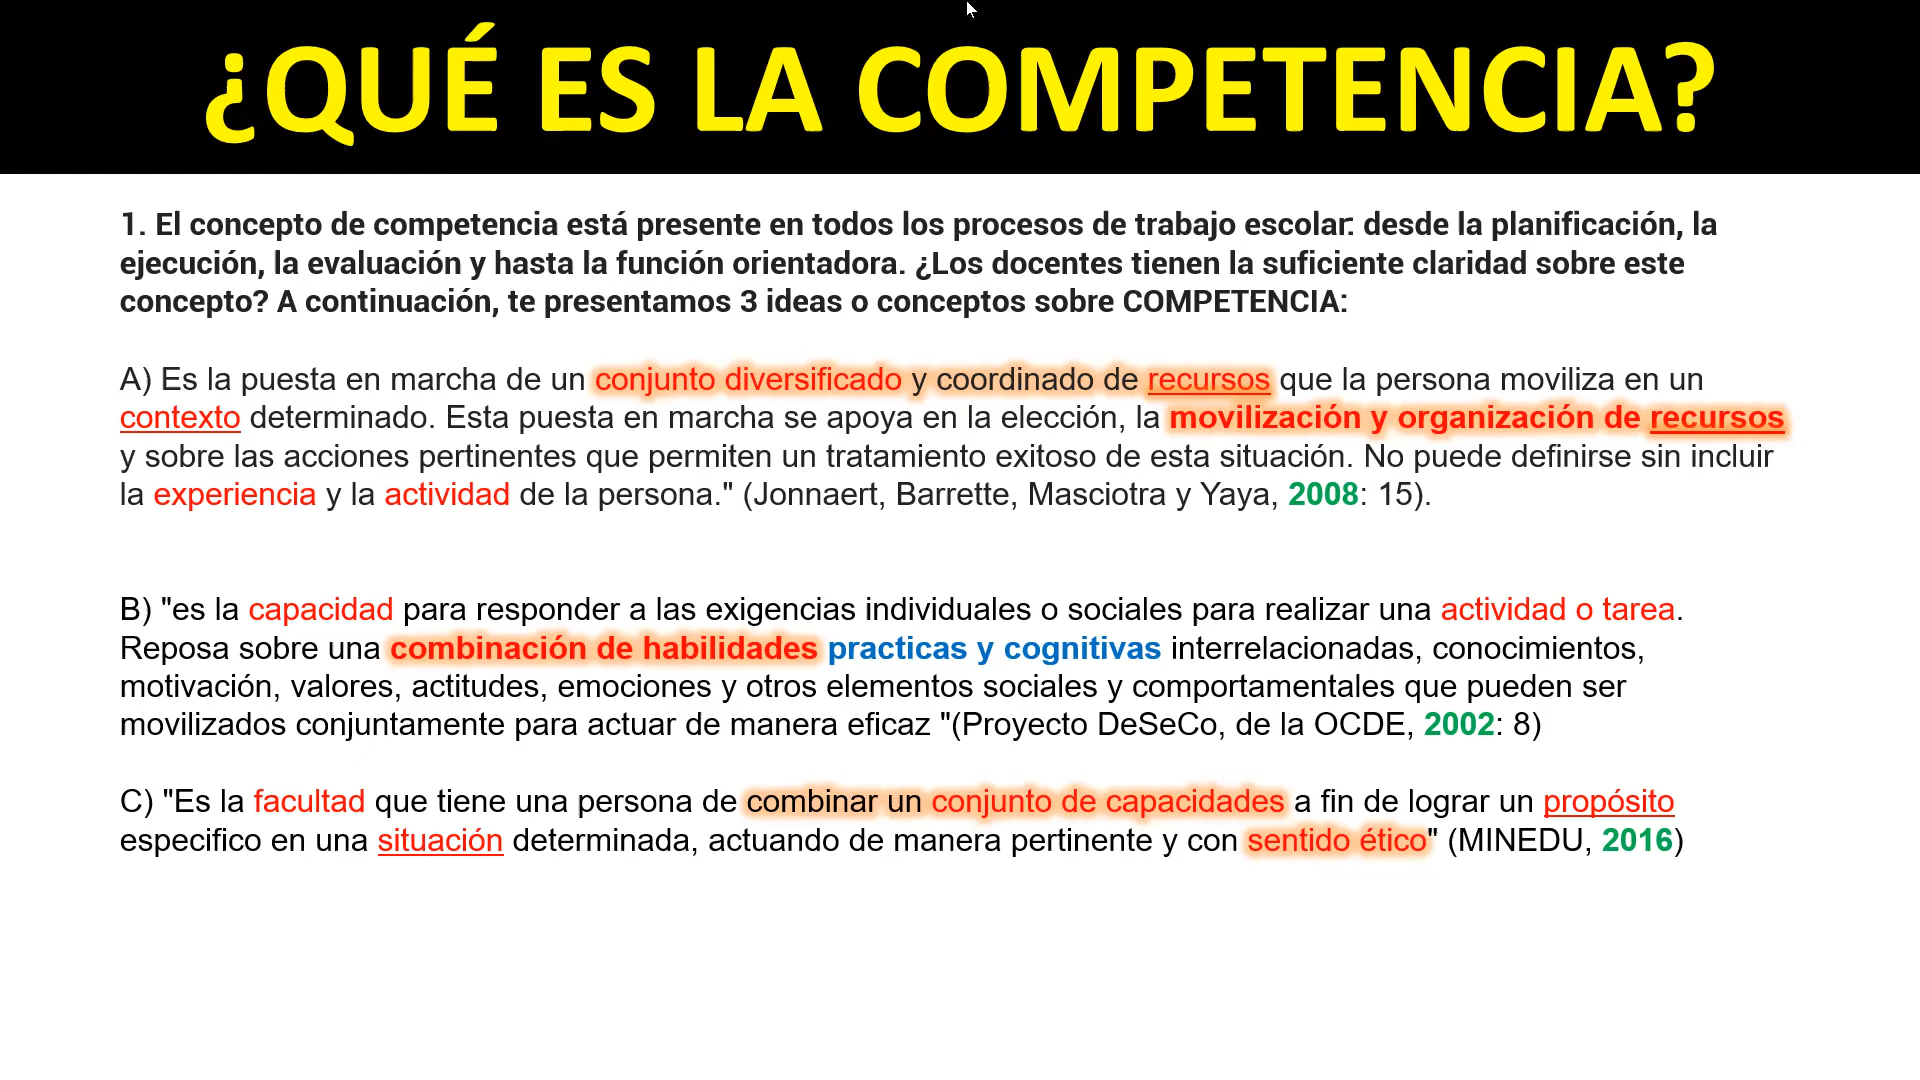 ¿QUÉ ES LA COMPETENCIA?
1. El concepto de competencia está presente en todos los procesos de trabajo escolar: desde la planificación, la
ejecución, la evaluación y hasta la función orientadora. ¿Los docentes tienen la suficiente claridad sobre este
concepto? A continuación, te presentamos 3 ideas o conceptos sobre COMPETENCIA:
A) Es la puesta en marcha de un conjunto diversificado y coordinado de recursos que la persona moviliza en un
contexto determinado. Esta puesta en marcha se apoya en la elección, la movilización y organización de recursos
y sobre las acciones pertinentes que permiten un tratamiento exitoso de esta situación. No puede definirse sin incluir
la experiencia y la actividad de la persona." (Jonnaert, Barrette, Masciotra y Yaya, 2008: 15).
B) "es la capacidad para responder a las exigencias individuales o sociales para realizar una actividad o tarea.
Reposa sobre una combinación de habilidades practicas y cognitivas interrelacionadas, conocimientos,
motivación, valores, actitudes, emociones y otros elementos sociales y comportamentales que pueden ser
movilizados conjuntamente para actuar de manera eficaz "(Proyecto DeSeCo, de la OCDE, 2002: 8)
C) "Es la facultad que tiene una persona de combinar un conjunto de capacidades a fin de lograr un propósito
especifico en una situación determinada, actuando de manera pertinente y con sentido ético" (MINEDU, 2016)